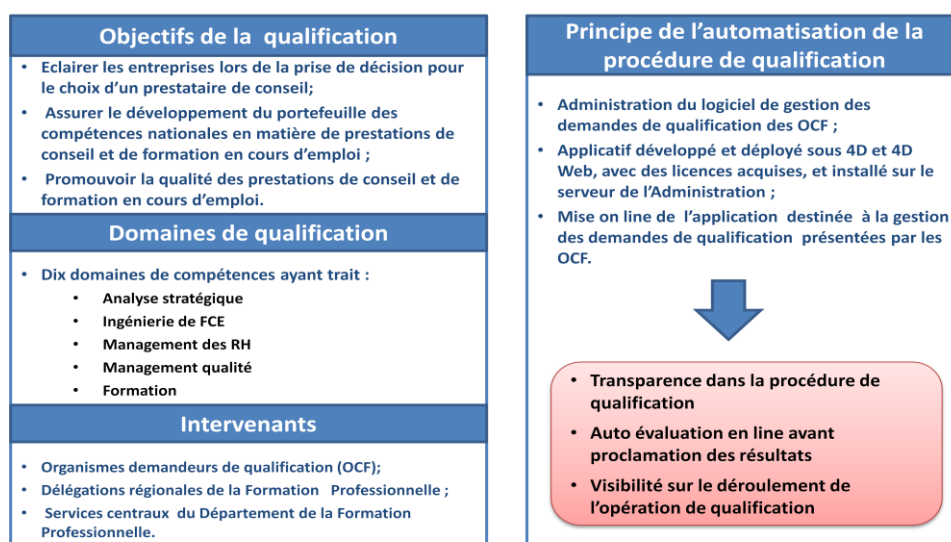 Objectifs de la qualification
• Eclairer les entreprises lors de la prise de décision pour
le choix d'un prestataire de conseil;
• Assurer le développement du portefeuille des
compétences nationales en matière de prestations de
conseil et de formation en cours d'emploi ;
• Promouvoir la qualité des prestations de conseil et de
formation en cours d'emploi.
Domaines de qualification
• Dix domaines de compétences ayant trait :
• Analyse stratégique
• Ingénierie de FCE
• Management des RH
• Management qualité
• Formation
Intervenants
• Organismes demandeurs de qualification (OCF);
• Délégations régionales de la Formation Professionnelle ;
• Services centraux du Département de la Formation
Professionnelle.
Principe de l'automatisation de la
procédure de qualification
• Administration du logiciel de gestion des
demandes de qualification des OCF ;
• Applicatif développé et déployé sous 4D et 4D
Web, avec des licences acquises, et installé sur le
serveur de l'Administration ;
• Mise on line de l'application destinée à la gestion
des demandes de qualification présentées par les
OCF.
• Transparence dans la procédure de
qualification
• Auto évaluation en line avant
proclamation des résultats
• Visibilité sur le déroulement de
l'opération de qualification